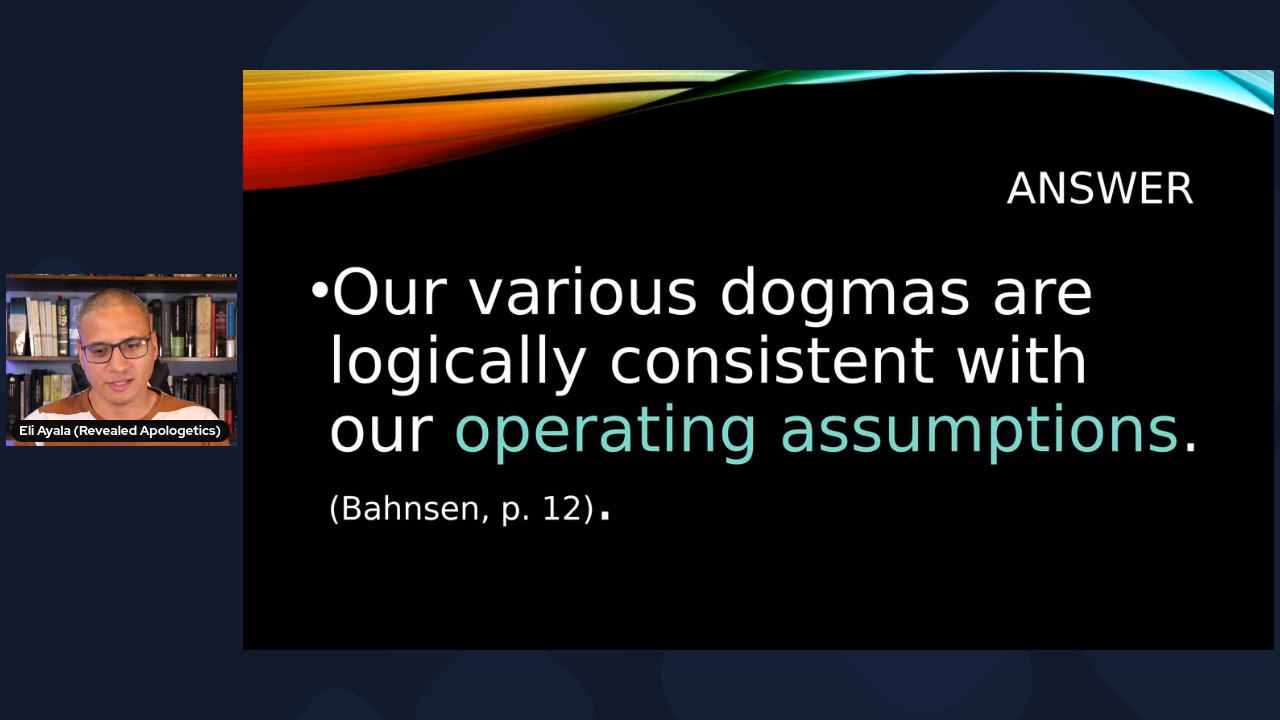 ANSWER
•Our various dogmas are
logically consistent with
our operating assumptions.
(Bahnsen, p. 12).
Eli Ayala (Revealed Apologetics)